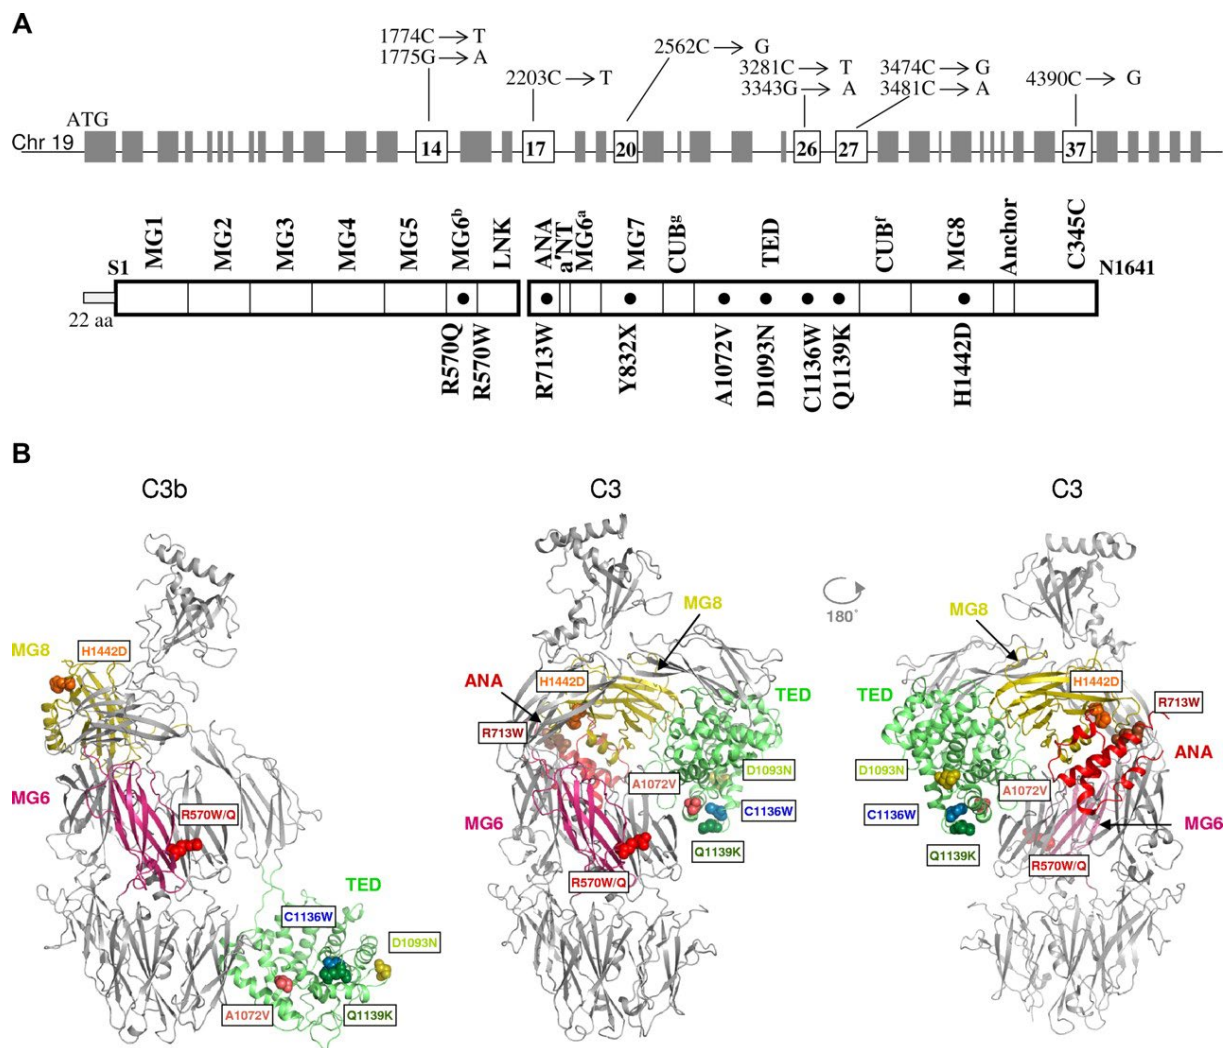 A
1774C → T
1775G → A
2203C → T
2562C → G
3281C → T
3343G → A
3474C → G
3481C → A
4390C → G
ATG
Chr 19
14
17
20
26
27
37
S1
MG1
MG2
MG3
MG4
MG5
MG6b
LNK
ANA
a'NT
MG6a
MG7
CUBg
TED
CUBf
MG8
Anchor
C345C
N1641
22 aa
R570Q
R570W
R713W
Y832X
A1072V
D1093N
C1136W
Q1139K
H1442D
B
C3b
MG8
H1442D
MG6
R570W/Q
TED
C1136W
D1093N
A1072V
Q1139K
C3
MG8
H1442D
ANA
R713W
TED
D1093N
A1072V
C1136W
MG6
Q1139K
R570W/Q
180°
C3
MG8
H1442D
TED
R713W
ANA
D1093N
A1072V
C1136W
MG6
Q1139K
R570W/Q